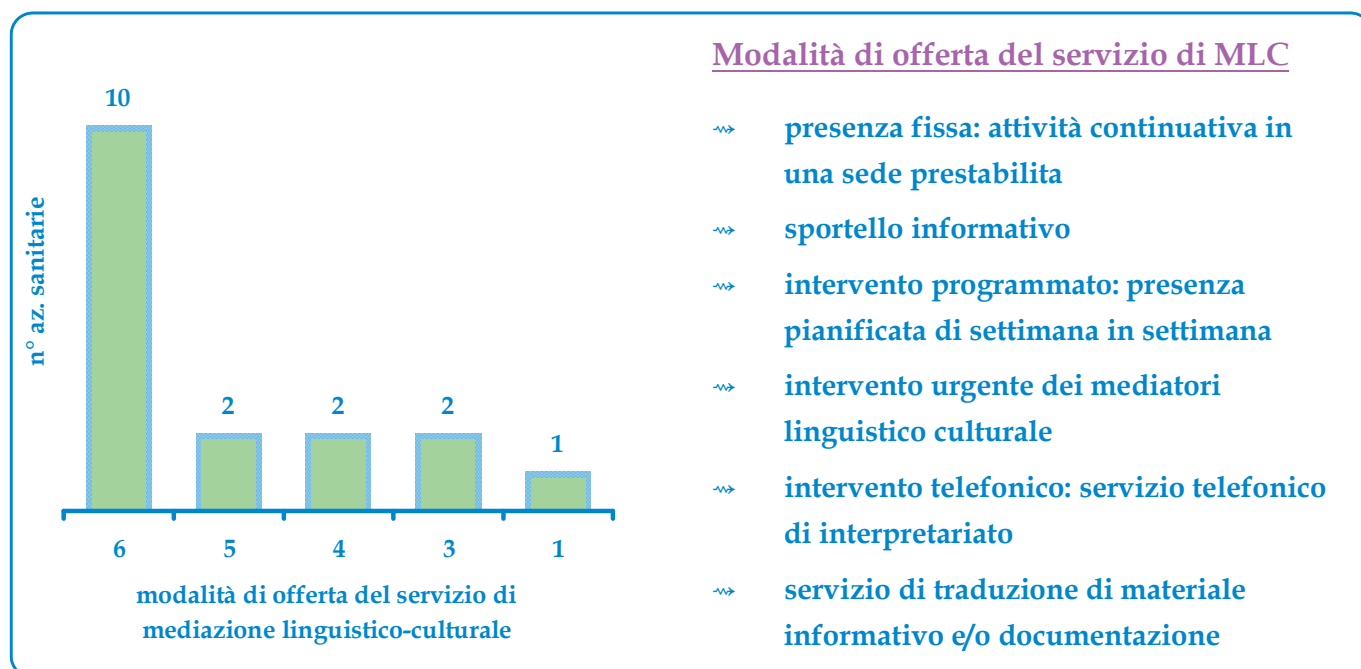 10
2
2
2
1
n° az. sanitarie
6
5
4
3
1
modalità di offerta del servizio di
mediazione linguistico-culturale
Modalità di offerta del servizio di MLC
⇝ presenza fissa: attività continuativa in
una sede prestabilita
⇝ sportello informativo
⇝ intervento programmato: presenza
pianificata di settimana in settimana
⇝ intervento urgente dei mediatori
linguistico culturale
⇝ intervento telefonico: servizio telefonico
di interpretariato
⇝ servizio di traduzione di materiale
informativo e/o documentazione